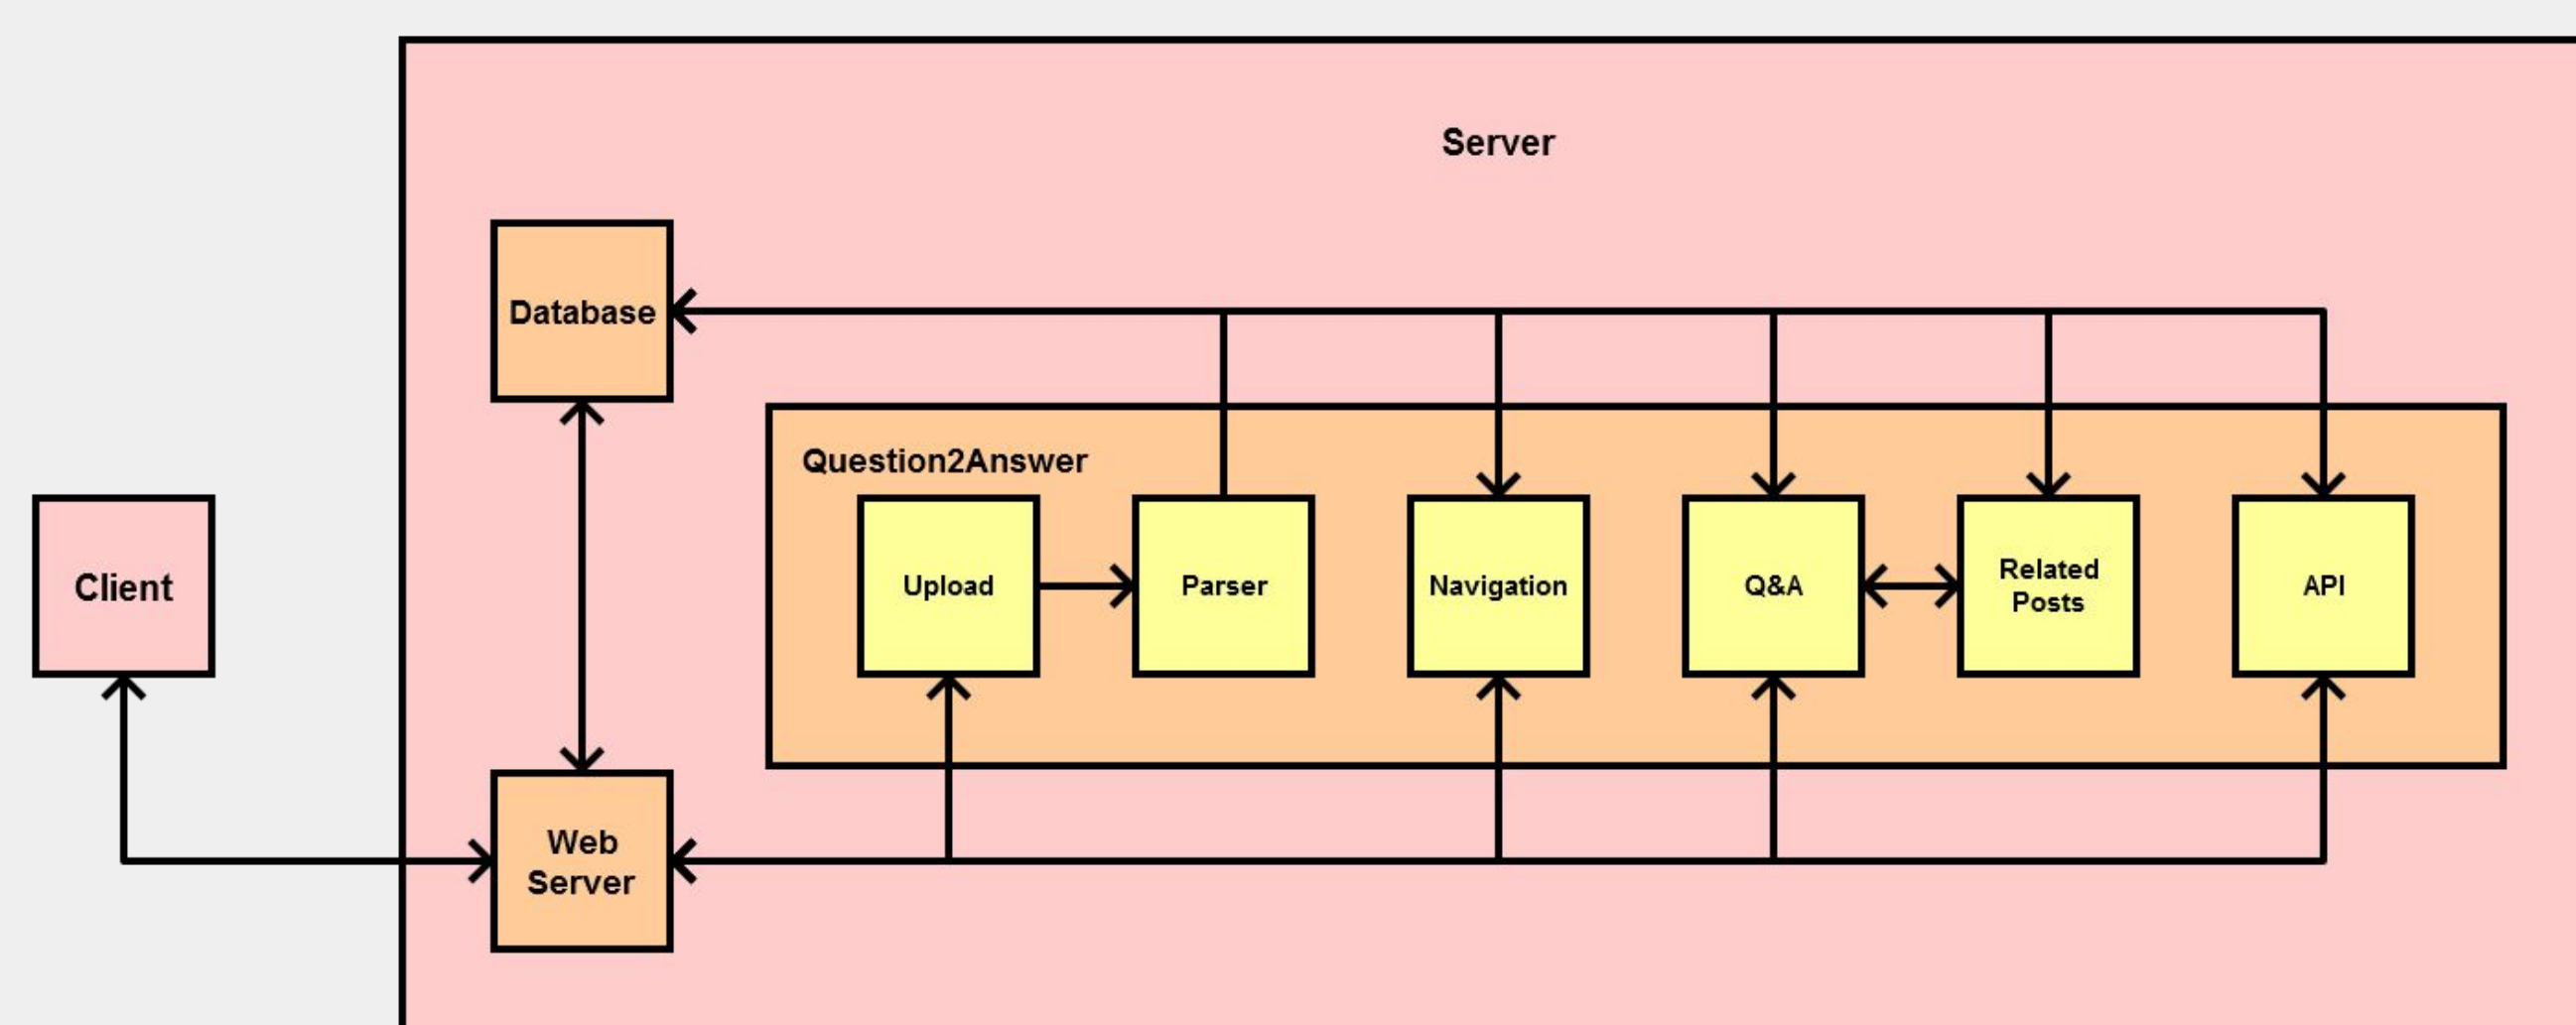 Server
Database
Question2Answer
Client
Upload
Parser
Navigation
Q&A
Related
Posts
API
Web
Server